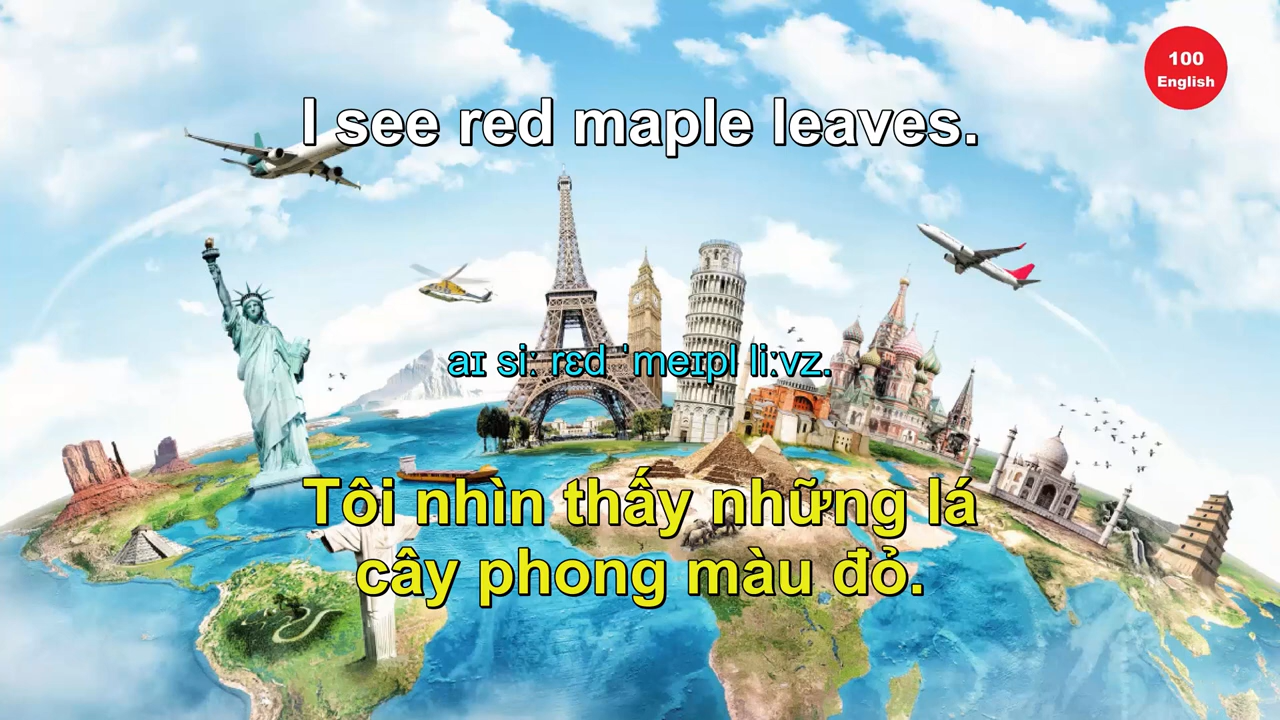 100
English
I see red maple leaves.
aɪ siː rɛd ˈmeɪpl liːvz.
Tôi nhìn thấy những lá
cây phong màu đỏ.